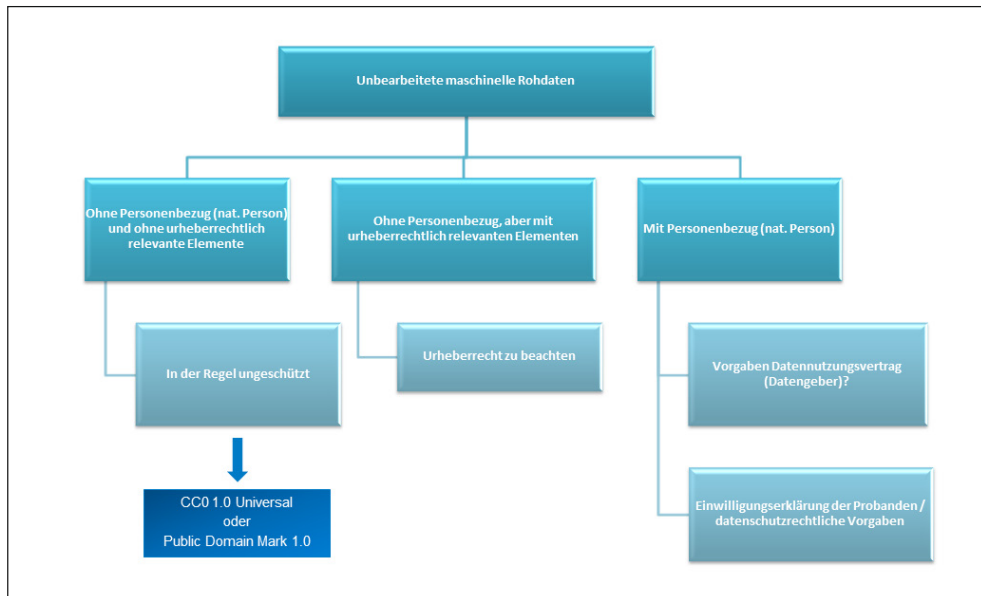 Unbearbeitete maschinelle Rohdaten
Ohne Personenbezug (nat. Person)
und ohne urheberrechtlich
relevante Elemente
Ohne Personenbezug, aber mit
urheberrechtlich relevanten Elementen
Mit Personenbezug (nat. Person)
In der Regel ungeschützt
Urheberrecht zu beachten
Vorgaben Datennutzungsvertrag
(Datengeber)?
CC0 1.0 Universal
oder
Public Domain Mark 1.0
Einwilligungserklärung der Probanden /
datenschutzrechtliche Vorgaben